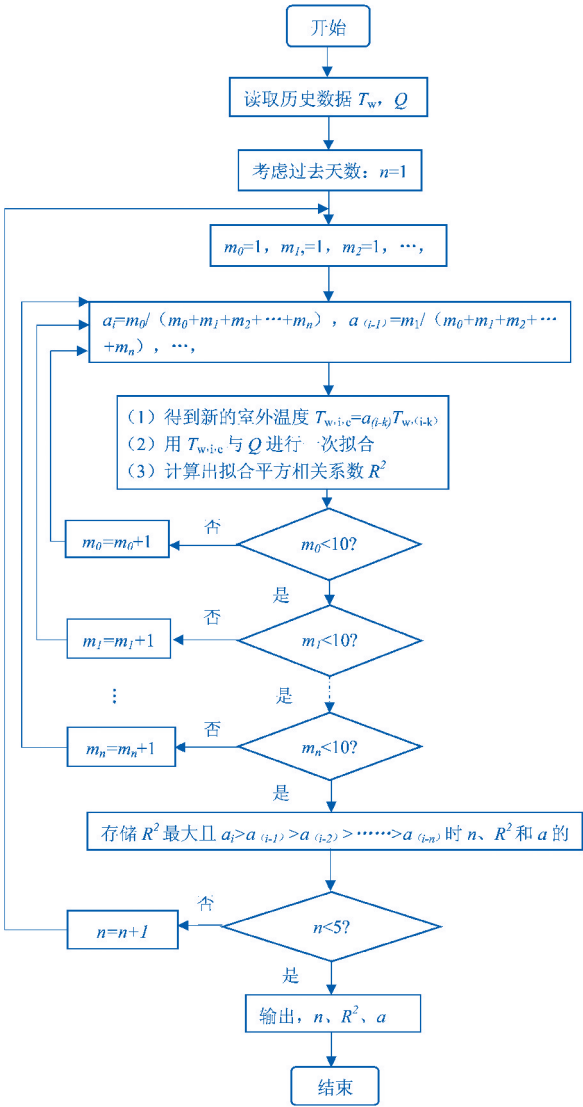 开始
读取历史数据 Tw，Q
考虑过去天数：n=1
m0=1，m1,=1，m2=1，…，
ai=m0/（m0+m1+m2+…+mn），a（i-1）=m1/（m0+m1+m2+…
+mn），…，
（1）得到新的室外温度 Tw,i,e=a(i-k)Tw,(i-k)
（2）用 Tw,i,e 与 Q 进行一次拟合
（3）计算出拟合平方相关系数 R2
否
m0=m0+1
m0<10?
是
否
m1=m1+1
m1<10?
⋮
是
否
mn=mn+1
mn<10?
是
存储 R2 最大且 ai>a（i-1）>a（i-2）>……>a（i-n）时 n、R2 和 a 的
否
n=n+1
n<5?
是
输出，n、R2、a
结束